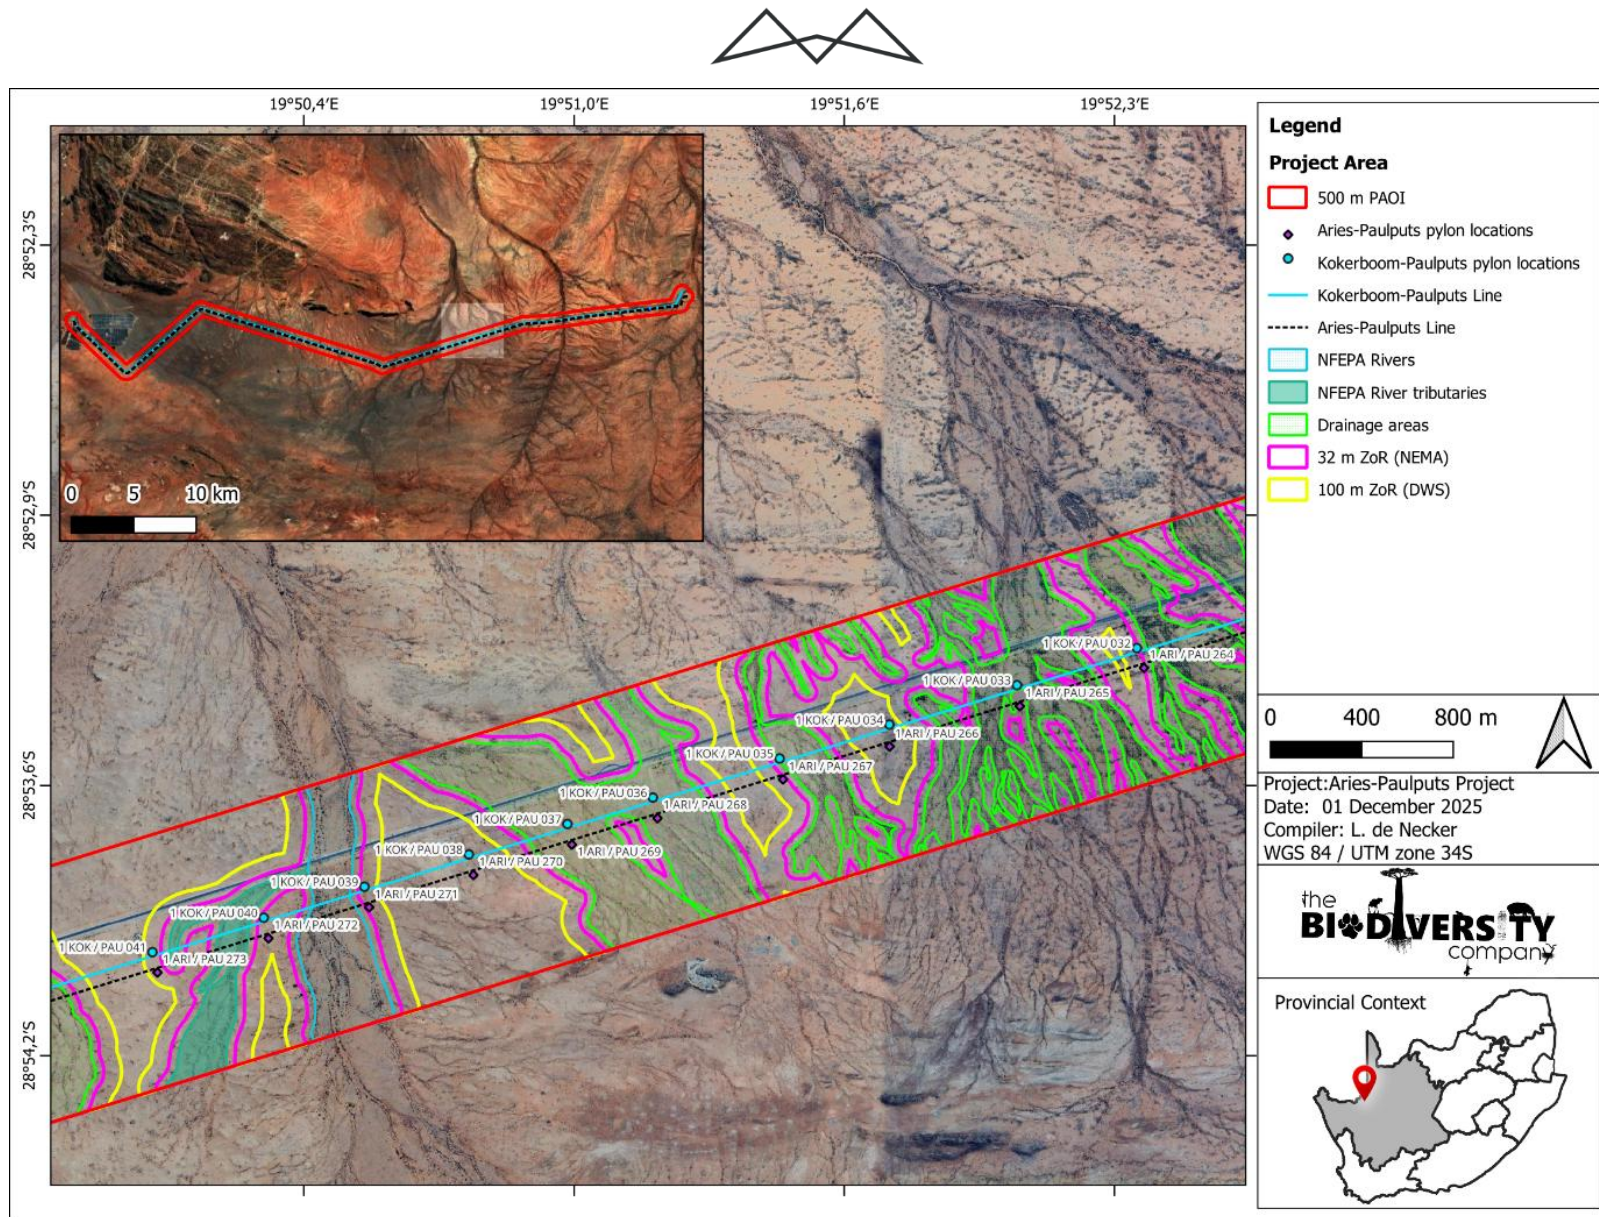 19°50,4'E
19°51,0'E
19°51,6'E
19°52,3'E
28°52,3'S
28°52,9'S
28°53,6'S
28°54,2'S
0 5 10 km
1 KOK / PAU 032
1 ARI / PAU 264
1 KOK / PAU 033
1 ARI / PAU 265
1 KOK / PAU 034
1 ARI / PAU 266
1 KOK / PAU 035
1 ARI / PAU 267
1 KOK / PAU 036
1 ARI / PAU 268
1 KOK / PAU 037
1 ARI / PAU 269
1 KOK / PAU 038
1 ARI / PAU 270
1 KOK / PAU 039
1 ARI / PAU 271
1 KOK / PAU 040
1 ARI / PAU 272
1 KOK / PAU 041
1 ARI / PAU 273
Legend
Project Area
500 m PAOI
Aries-Paulputs pylon locations
Kokerboom-Paulputs pylon locations
Kokerboom-Paulputs Line
Aries-Paulputs Line
NFEPA Rivers
NFEPA River tributaries
Drainage areas
32 m ZoR (NEMA)
100 m ZoR (DWS)
0 400 800 m
Project:Aries-Paulputs Project
Date: 01 December 2025
Compiler: L. de Necker
WGS 84 / UTM zone 34S
the
BIODIVERSITY
company
Provincial Context